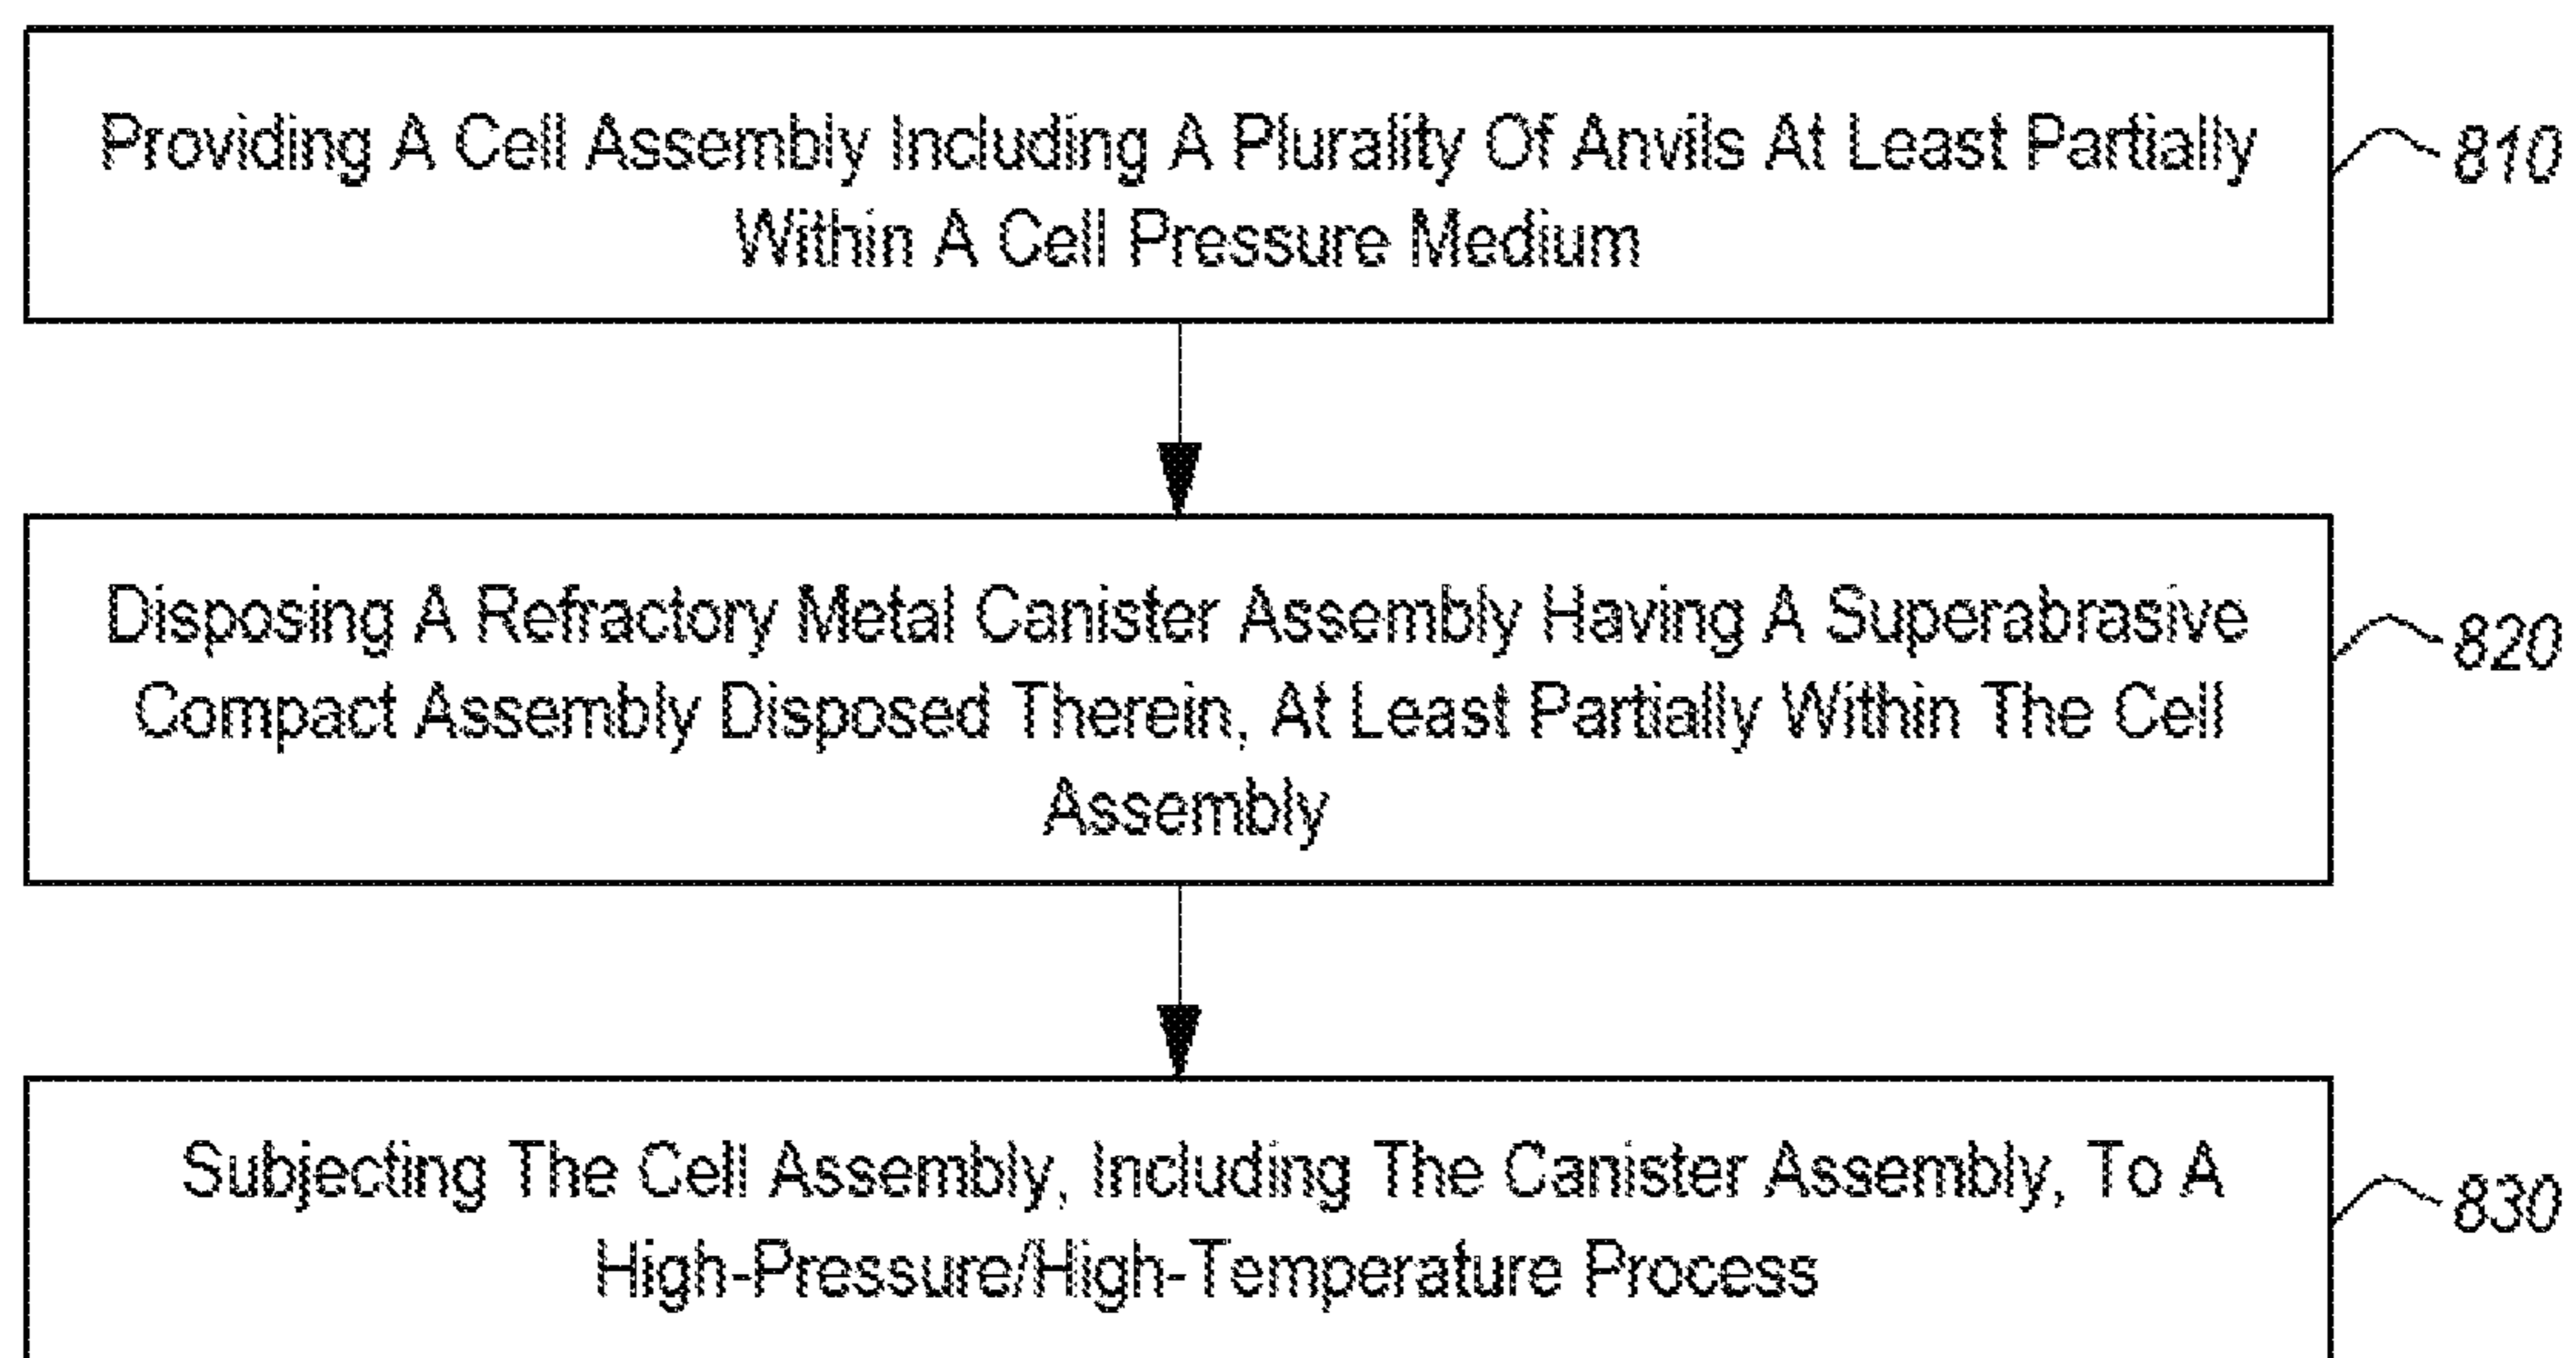 Providing A Cell Assembly Including A Plurality Of Anvils At Least Partially
Within A Cell Pressure Medium
810
Disposing A Refractory Metal Canister Assembly Having A Superabrasive
Compact Assembly Disposed Therein, At Least Partially Within The Cell
Assembly
820
Subjecting The Cell Assembly, Including The Canister Assembly, To A
High-Pressure/High-Temperature Process
830